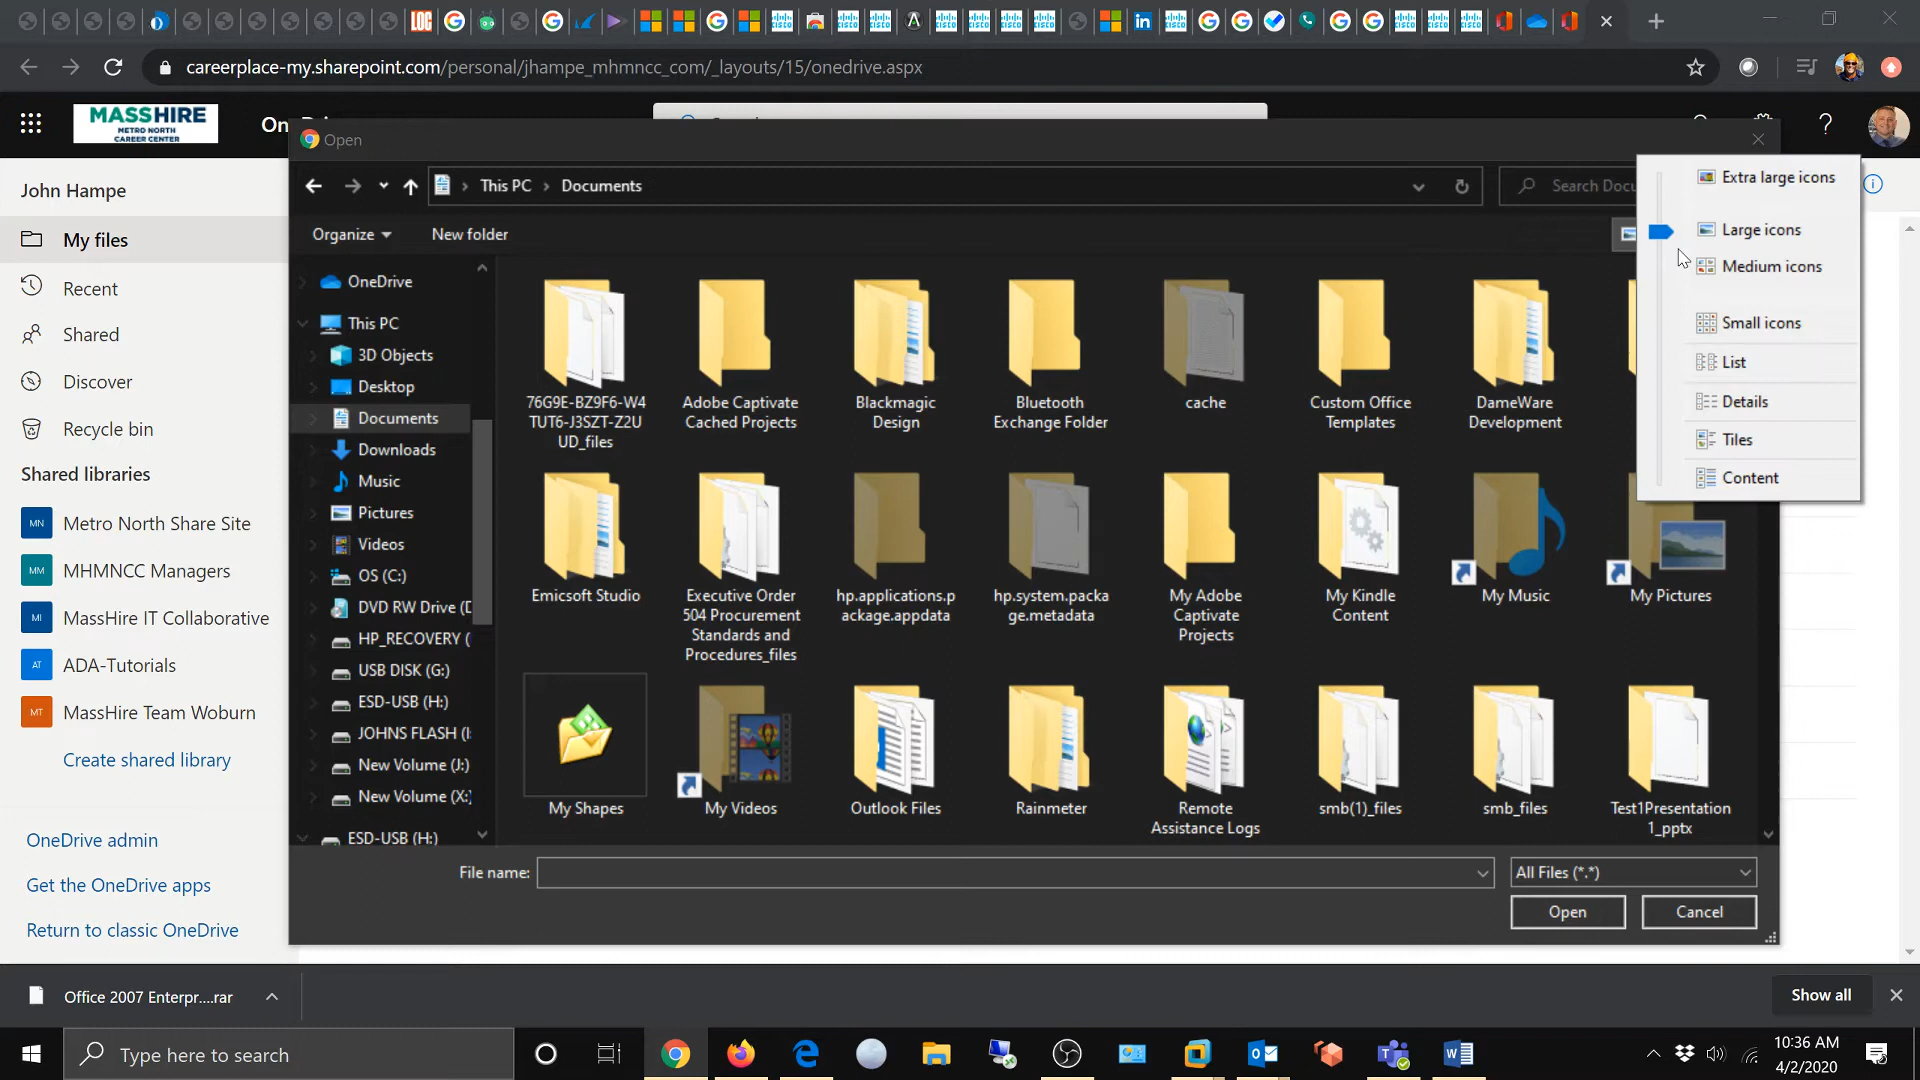 LOC
careerplace-my.sharepoint.com/personal/jhampe_mhmncc_com/_layouts/15/onedrive.aspx
MASSHIRE
METRO NORTH
CAREER CENTER
Open
John Hampe
My files
Recent
Shared
Discover
Recycle bin
Shared libraries
MN Metro North Share Site
MM MHMNCC Managers
MI MassHire IT Collaborative
AT ADA-Tutorials
MT MassHire Team Woburn
Create shared library
OneDrive admin
Get the OneDrive apps
Return to classic OneDrive
This PC > Documents
Search Docu
Organize
New folder
OneDrive
This PC
3D Objects
Desktop
Documents
Downloads
Music
Pictures
Videos
OS (C:)
DVD RW Drive (D
HP_RECOVERY (
USB DISK (G:)
ESD-USB (H:)
JOHNS FLASH (I:
New Volume (J:)
New Volume (X:)
ESD-USB (H:)
76G9E-BZ9F6-W4
TUT6-J3SZT-Z2U
UD_files
Adobe Captivate
Cached Projects
Blackmagic
Design
Bluetooth
Exchange Folder
cache
Custom Office
Templates
DameWare
Development
Emicsoft Studio
Executive Order
504 Procurement
Standards and
Procedures_files
hp.applications.p
ackage.appdata
hp.system.packa
ge.metadata
My Adobe
Captivate
Projects
My Kindle
Content
My Music
My Pictures
My Shapes
My Videos
Outlook Files
Rainmeter
Remote
Assistance Logs
smb(1)_files
smb_files
Test1Presentation
1_pptx
Extra large icons
Large icons
Medium icons
Small icons
List
Details
Tiles
Content
File name:
All Files (*.*)
Open
Cancel
Office 2007 Enterpr....rar
Show all
Type here to search
10:36 AM
4/2/2020